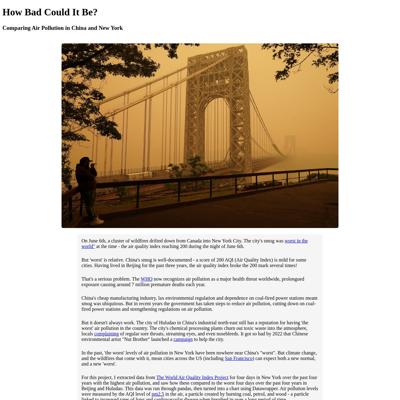 How Bad Could It Be?
Comparing Air Pollution in China and New York
On June 6th, a cluster of wildfires drifted down from Canada into New York City. The city's smog was worst in the
world" at the time - the air quality index reaching 200 during the night of June 6th.
But 'worst' is relative. China's smog is well-documented - a score of 200 AQI (Air Quality Index) is mild for some
cities. Having lived in Beijing for the past three years, the air quality index broke the 200 mark several times!
That's a serious problem. The WHO now recognizes air pollution as a major health threat worldwide, prolonged
exposure causing around 7 million premature deaths each year.
China's cheap manufacturing industry, lax environmental regulation and dependence on coal-fired power stations meant
smog was ubiquitous. But in recent years the government has taken steps to reduce air pollution, cutting down on coal-
fired power stations and strengthening regulations on air pollution.
But it doesn't always work. The city of Huludao in China's industrial north-east still has a reputation for having 'the
worst' air pollution in the country. The city's chemical processing plants churn out toxic waste into the atmosphere,
locals complaining of regular sore throats, streaming eyes, and even nosebleeds. It got so bad by 2022 that Chinese
environmental artist "Nut Brother" launched a campaign to help the city.
In the past, 'the worst' levels of air pollution in New York have been nowhere near China's "worst". But climate change,
and the wildfires that come with it, mean cities across the US (including San Francisco) can expect both a new normal,
and a new 'worst'.
For this project, I extracted data from The World Air Quality Index Project for four days in New York over the past four
years with the highest air pollution, and saw how these compared to the worst four days over the past four years in
Beijing and Huludao. This data was run through pandas, then turned into a chart using Datawrapper. Air pollution levels
were measured by the AQI level of pm2.5 in the air, a particle created by burning coal, petrol, and wood - a particle